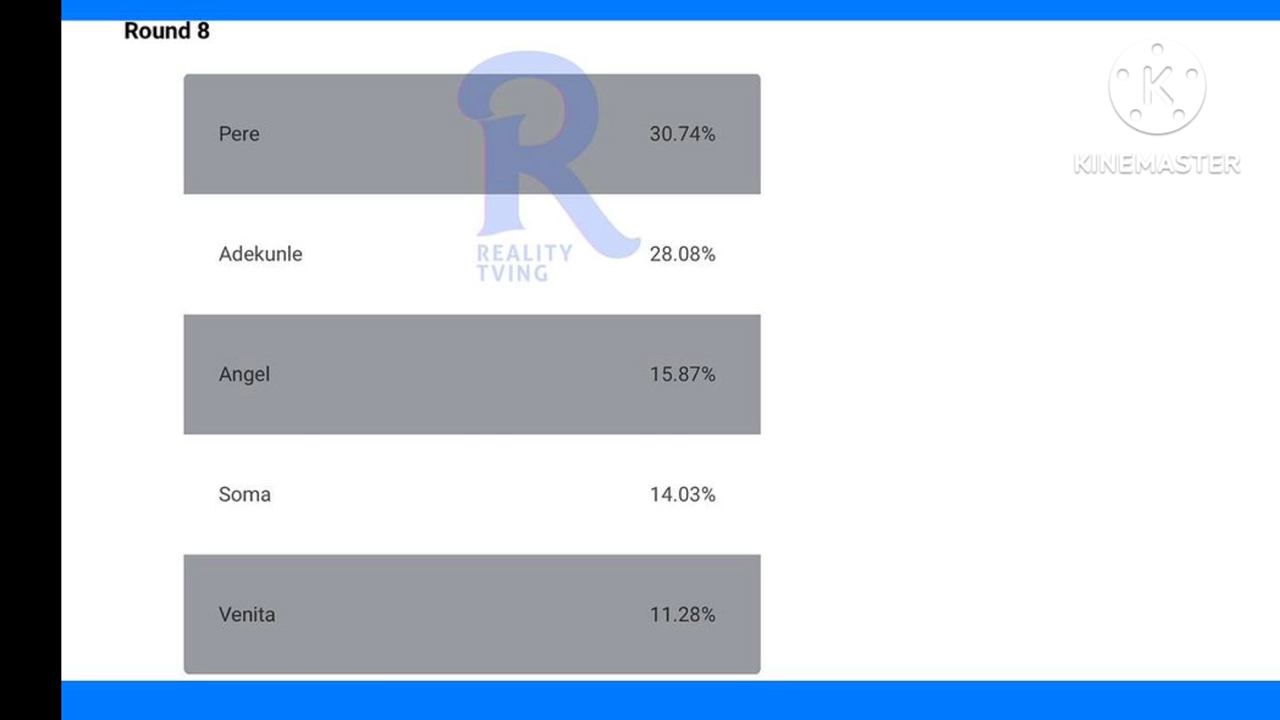 Round 8
Pere 30.74%
REALITY
TVING
Adekunle 28.08%
Angel 15.87%
Soma 14.03%
Venita 11.28%
K
KINEMASTER
R